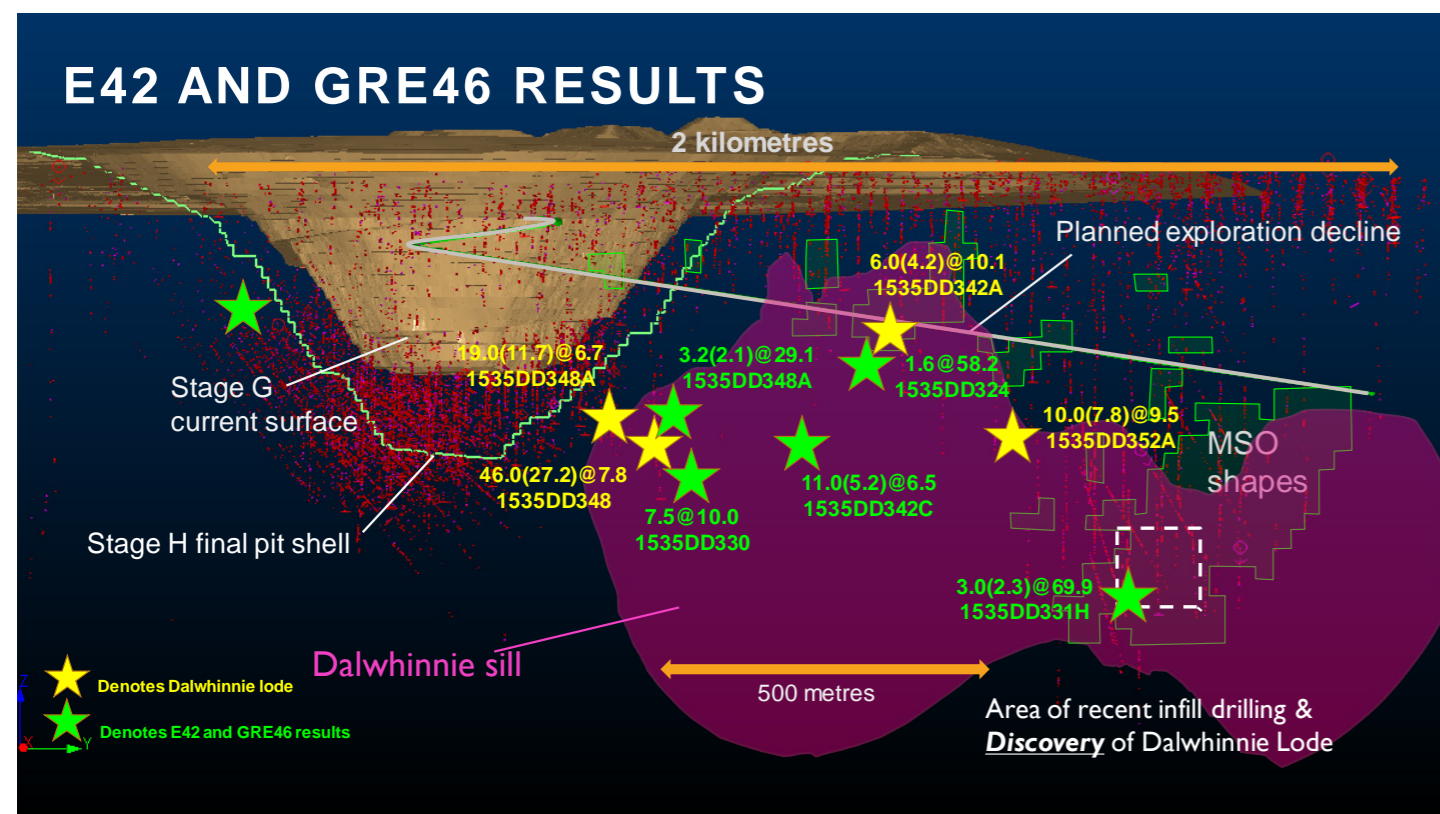 E42 AND GRE46 RESULTS
2 kilometres
Planned exploration decline
6.0(4.2)@10.1
1535DD342A
19.0(11.7)@6.7
1535DD348A
3.2(2.1)@29.1
1535DD348A
1.6@58.2
1535DD324
Stage G
current surface
10.0(7.8)@9.5
1535DD352A
MSO
shapes
46.0(27.2)@7.8
1535DD348
11.0(5.2)@6.5
1535DD342C
7.5@10.0
1535DD330
Stage H final pit shell
3.0(2.3)@69.9
1535DD331H
Dalwhinnie sill
500 metres
Z
Denotes Dalwhinnie lode
Denotes E42 and GRE46 results
X
Y
Area of recent infill drilling &
Discovery of Dalwhinnie Lode